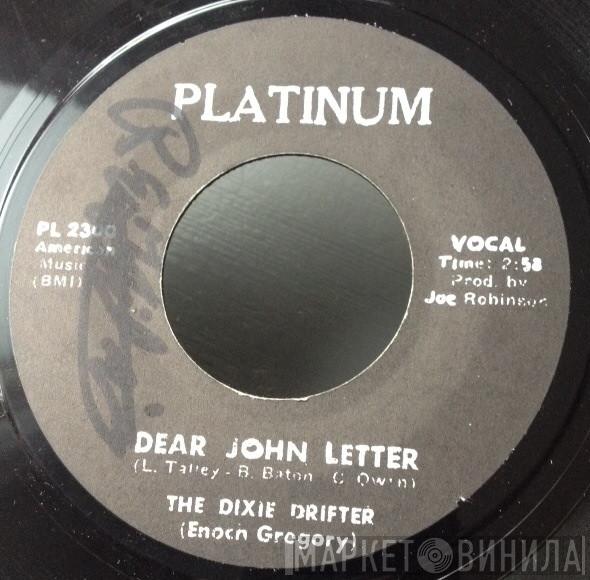 PLATINUM
PL 2300
American
Music
(BMI)
VOCAL
Time: 2:58
Prod. by
Joe Robinson
DEAR JOHN LETTER
(L. Talley - B. Baton - C. Owen)
THE DIXIE DRIFTER
(Enoch Gregory)
МАРКЕТ ВИНИЛА